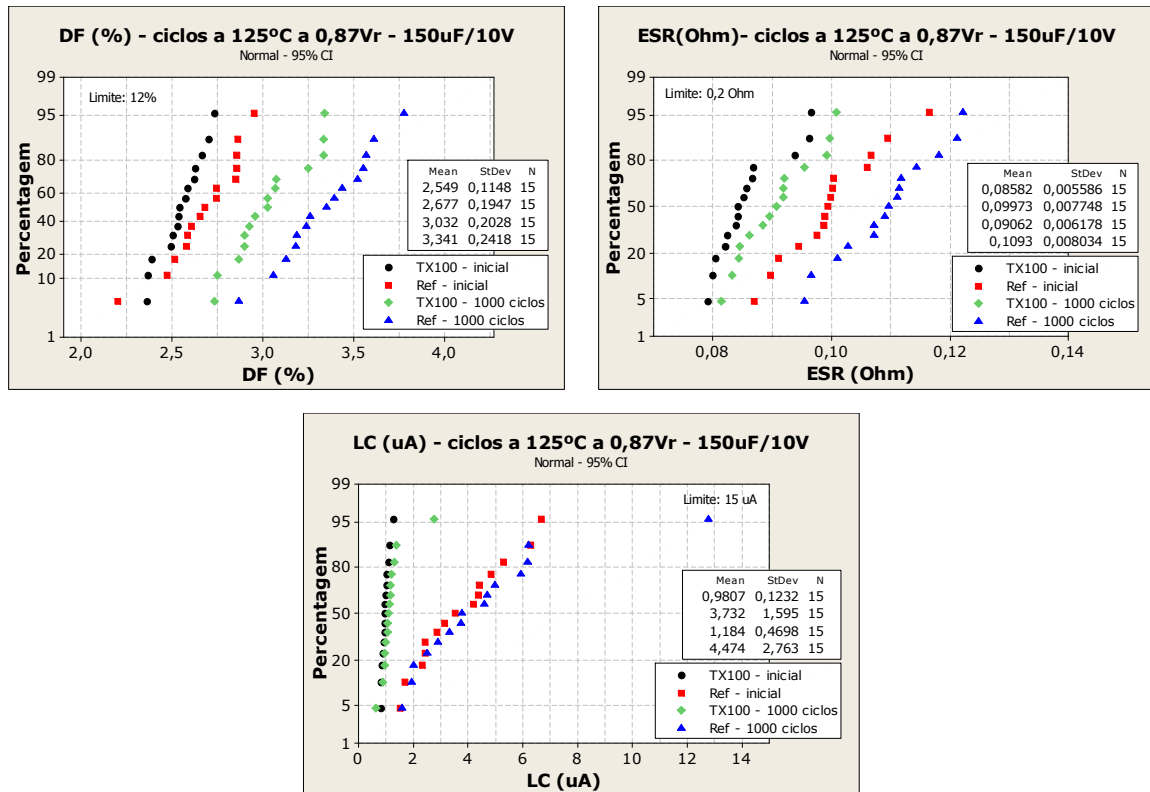 DF (%) - ciclos a 125ºC a 0,87Vr - 150uF/10V
Normal - 95% CI
Limite: 12%
Percentagem
99
95
80
60
40
20
10
5
1
Mean StDev N
2,549 0,1148 15
2,677 0,1947 15
3,032 0,2028 15
3,341 0,2418 15
TX100 - inicial
Ref - inicial
TX100 - 1000 ciclos
Ref - 1000 ciclos
2,0 2,5 3,0 3,5 4,0
DF (%)
ESR(Ohm)- ciclos a 125ºC a 0,87Vr - 150uF/10V
Normal - 95% CI
Limite: 0,2 Ohm
Percentagem
99
95
80
50
20
5
1
Mean StDev N
0,08582 0,005586 15
0,09973 0,007748 15
0,09062 0,006178 15
0,1093 0,008034 15
TX100 - inicial
Ref - inicial
TX100 - 1000 ciclos
Ref - 1000 ciclos
0,08 0,10 0,12 0,14
ESR (Ohm)
LC (uA) - ciclos a 125ºC a 0,87Vr - 150uF/10V
Normal - 95% CI
Limite: 15 uA
Percentagem
99
95
80
50
20
5
1
Mean StDev N
0,9807 0,1232 15
3,732 1,595 15
1,184 0,4698 15
4,474 2,763 15
TX100 - inicial
Ref - inicial
TX100 - 1000 ciclos
Ref - 1000 ciclos
0 2 4 6 8 10 12 14
LC (uA)